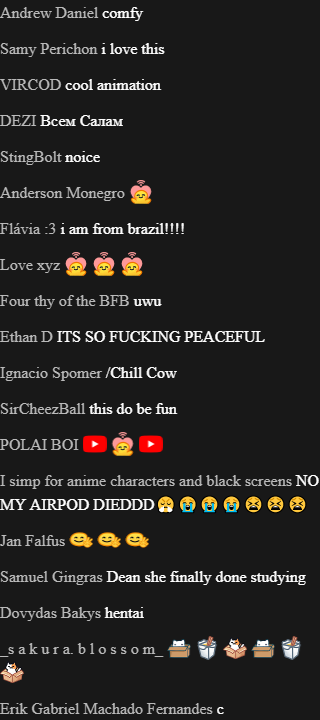 Andrew Daniel comfy
Samy Perichon i love this
VIRCOD cool animation
DEZI Всем Салам
StingBolt noice
Anderson Monegro
Flávia :3 i am from brazil!!!!
Love xyz
Four thy of the BFB uwu
Ethan D ITS SO FUCKING PEACEFUL
Ignacio Spomer /Chill Cow
SirCheezBall this do be fun
POLAI BOI
I simp for anime characters and black screens NO
MY AIRPOD DIEDDD 😤 😭 😭 😭 😫 😫 😫
Jan Falfus
Samuel Gingras Dean she finally done studying
Dovydas Bakys hentai
_s a k u r a. b l o s s o m_
Erik Gabriel Machado Fernandes c